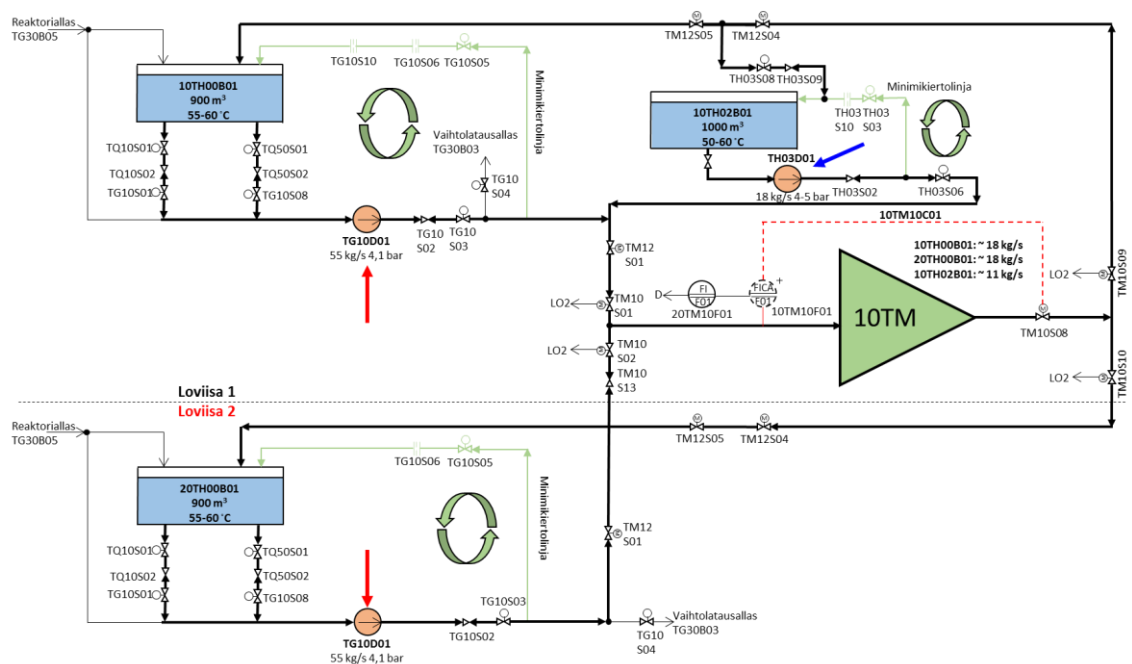 Reaktoriallas
TG30B05
10TH00B01
900 m³
55-60 °C
TQ10S01
TQ10S02
TG10S01
TQ50S01
TQ50S02
TG10S08
TG10S10
TG10S06
TG10S05
Minimikiertolinja
Vaihtolatausallas
TG30B03
TG10
S04
TG10D01
55 kg/s 4,1 bar
TG10
S02
TG10
S03
M
M
TM12S05
TM12S04
TH03S08
TH03S09
10TH02B01
1000 m³
50-60 °C
TH03
S10
TH03
S03
Minimikiertolinja
TH03D01
18 kg/s 4-5 bar
TH03S02
TH03S06
TM12
S01
LO2
TM10
S01
LO2
TM10
S02
TM10
S13
D
FI
F01
20TM10F01
FICA
+
F01
10TM10F01
10TM10C01
10TH00B01: ~ 18 kg/s
20TH00B01: ~ 18 kg/s
10TH02B01: ~ 11 kg/s
10TM
M
TM10S08
LO2
TM10S09
LO2
TM10S10
Loviisa 1
Loviisa 2
Reaktoriallas
TG30B05
20TH00B01
900 m³
55-60 °C
TQ10S01
TQ10S02
TG10S01
TQ50S01
TQ50S02
TG10S08
TG10S06
TG10S05
Minimikiertolinja
M
M
TM12S05
TM12S04
TM12
S01
TG10D01
55 kg/s 4,1 bar
TG10S02
TG10S03
TG10
S04
Vaihtolatausallas
TG30B03